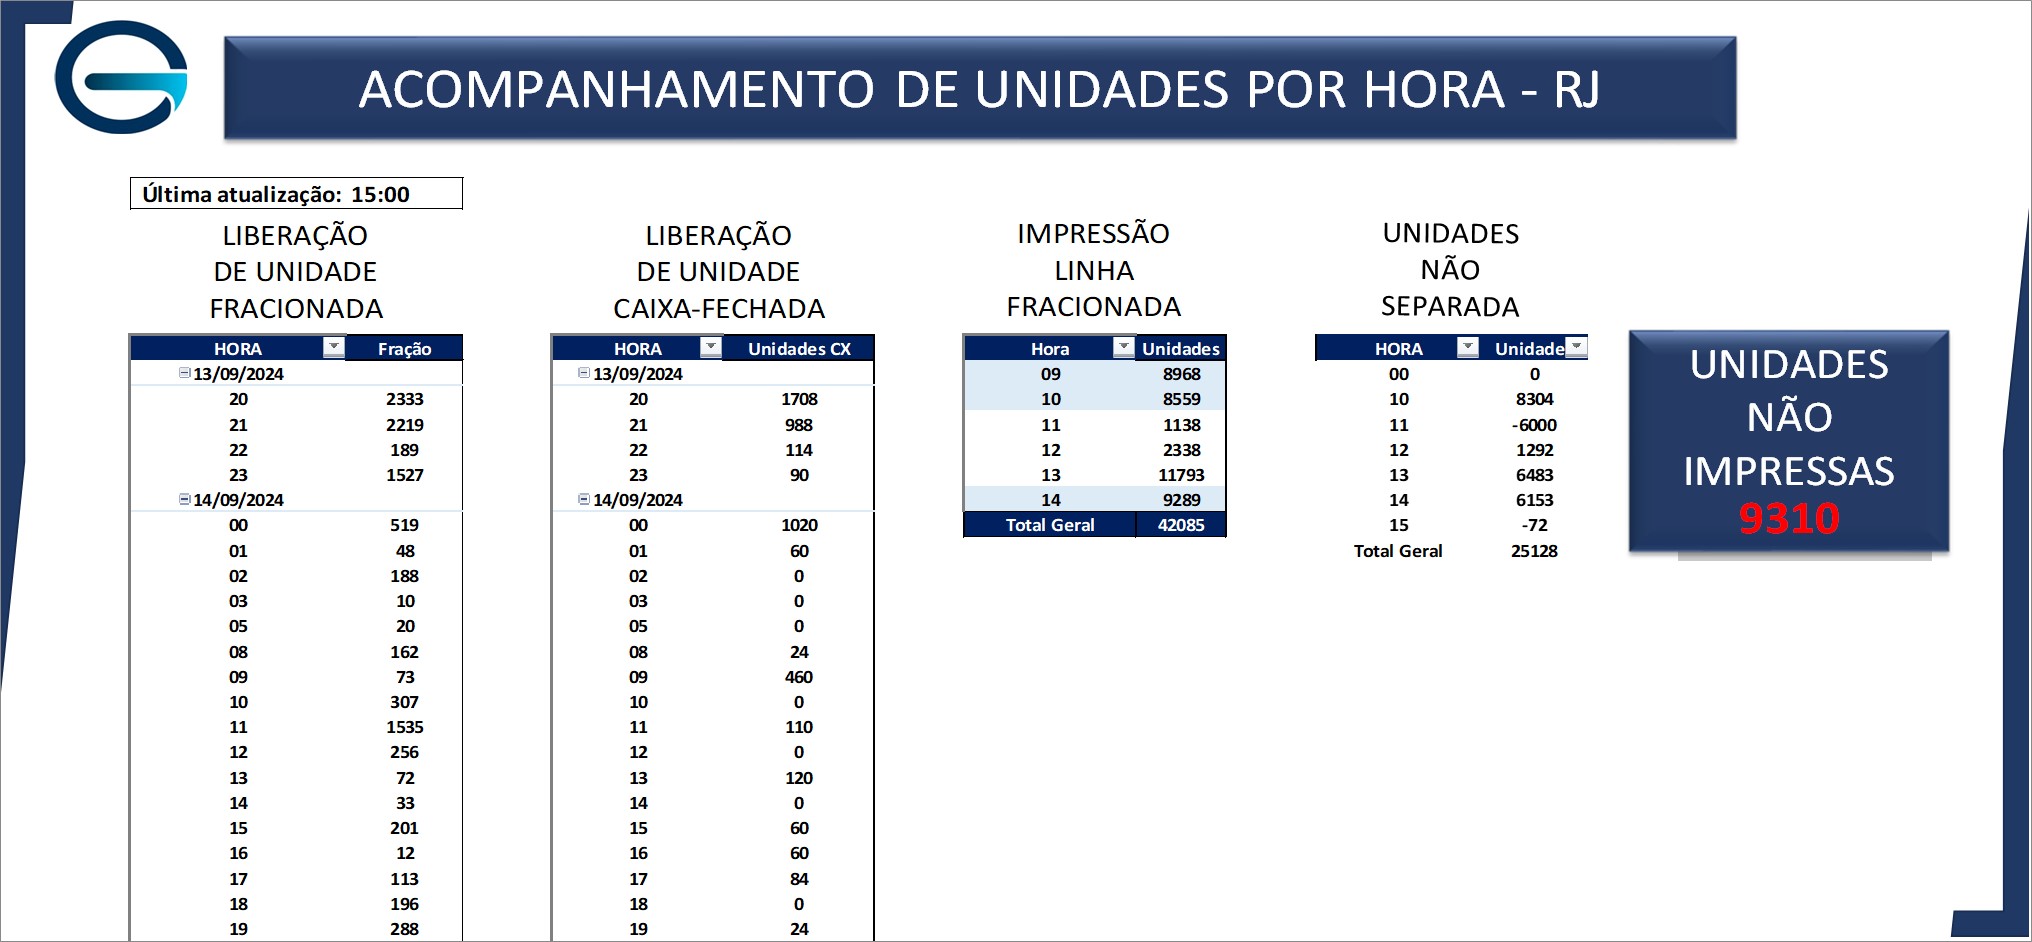 ACOMPANHAMENTO DE UNIDADES POR HORA - RJ
Última atualização: 15:00
LIBERAÇÃO
DE UNIDADE
FRACIONADA
HORA Fração
13/09/2024
20 2333
21 2219
22 189
23 1527
14/09/2024
00 519
01 48
02 188
03 10
05 20
08 162
09 73
10 307
11 1535
12 256
13 72
14 33
15 201
16 12
17 113
18 196
19 288
LIBERAÇÃO
DE UNIDADE
CAIXA-FECHADA
HORA Unidades CX
13/09/2024
20 1708
21 988
22 114
23 90
14/09/2024
00 1020
01 60
02 0
03 0
05 0
08 24
09 460
10 0
11 110
12 0
13 120
14 0
15 60
16 60
17 84
18 0
19 24
IMPRESSÃO
LINHA
FRACIONADA
Hora Unidades
09 8968
10 8559
11 1138
12 2338
13 11793
14 9289
Total Geral 42085
UNIDADES
NÃO
SEPARADA
HORA Unidade
00 0
10 8304
11 -6000
12 1292
13 6483
14 6153
15 -72
Total Geral 25128
UNIDADES
NÃO
IMPRESSAS
9310